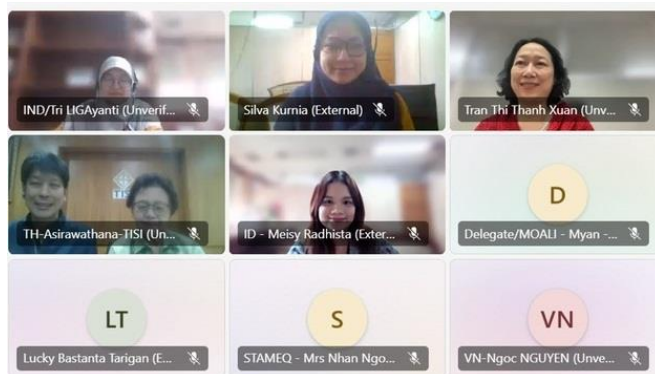 IND/Tri LIGAyanti (Unverif...
Silva Kurnia (External)
Tran Thi Thanh Xuan (Unv...
TH-Asirawathana-TISI (Un...
ID - Meisy Radhista (Exter...
D
Delegate/MOALI - Myan -...
LT
Lucky Bastanta Tarigan (E...
S
STAMEQ - Mrs Nhan Ngo...
VN
VN-Ngoc NGUYEN (Unve...